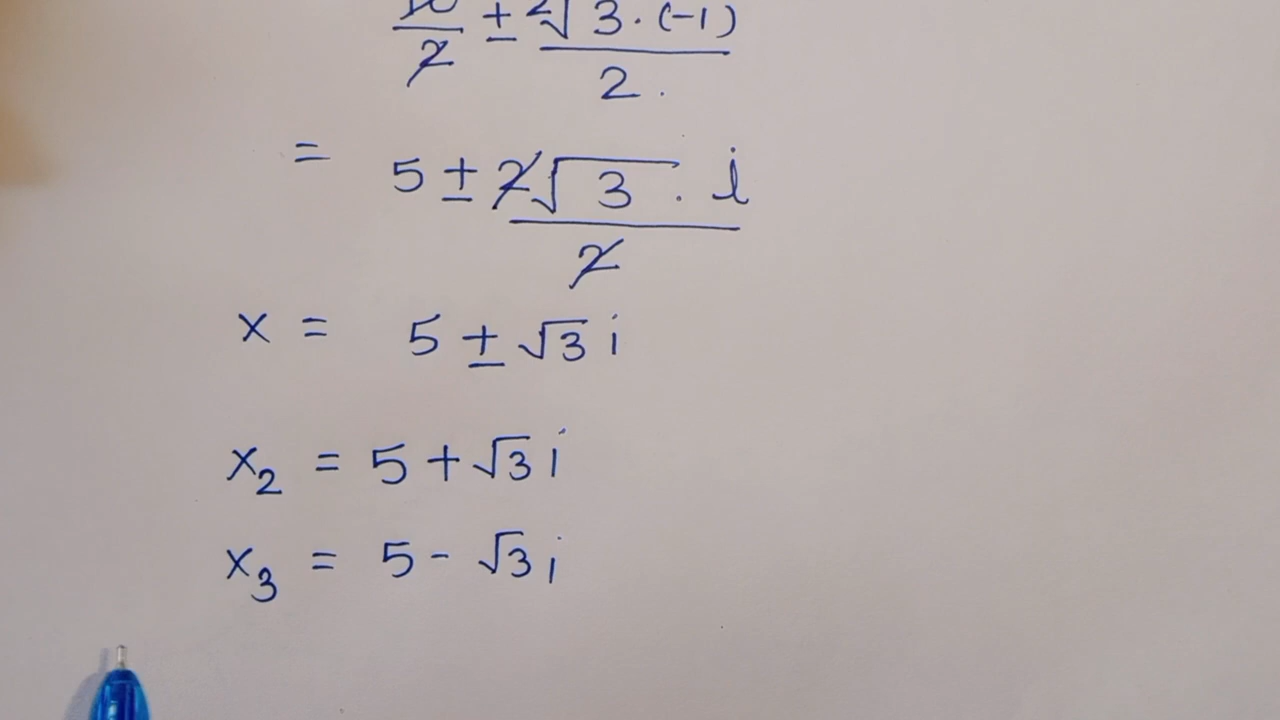 10/2 ± 2√3·(-1)/2.
= 5 ± 2√3 · i/2
x = 5 ± √3 i
x₂ = 5 + √3 i
x₃ = 5 - √3 i